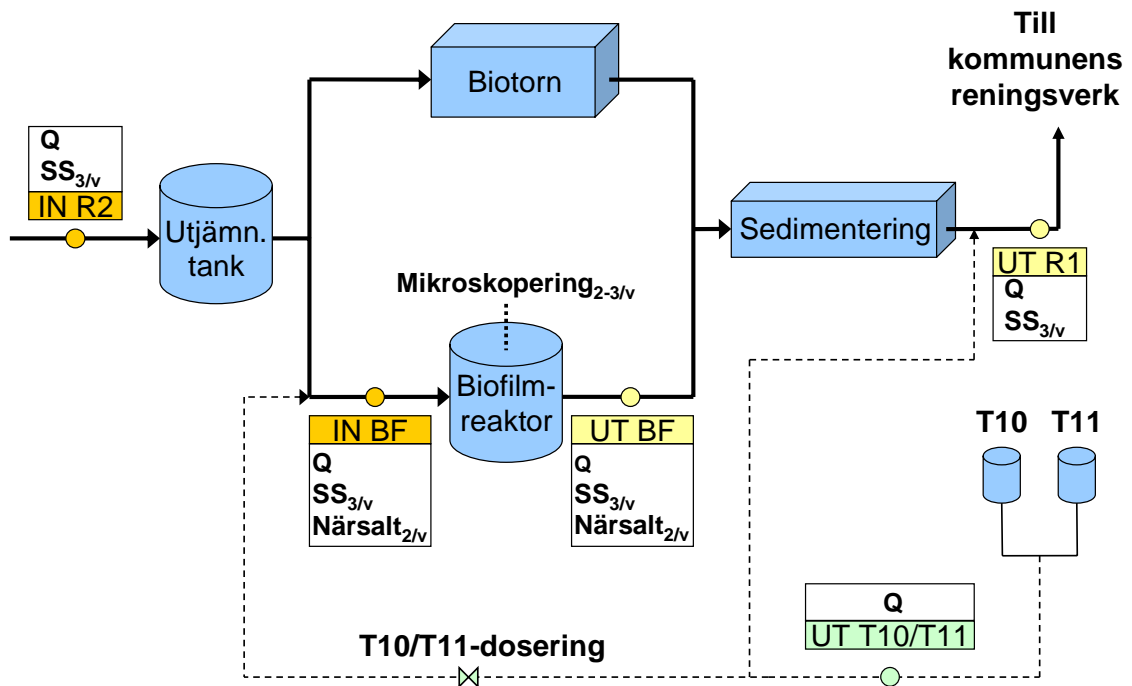 Till
kommunens
reningsverk
Biotorn
Q
SS3/v
IN R2
Utjämn.
tank
Sedimentering
UT R1
Q
SS3/v
Mikroskopering2-3/v
Biofilm-
reaktor
IN BF
Q
SS3/v
Närsalt2/v
UT BF
Q
SS3/v
Närsalt2/v
T10 T11
Q
UT T10/T11
T10/T11-dosering